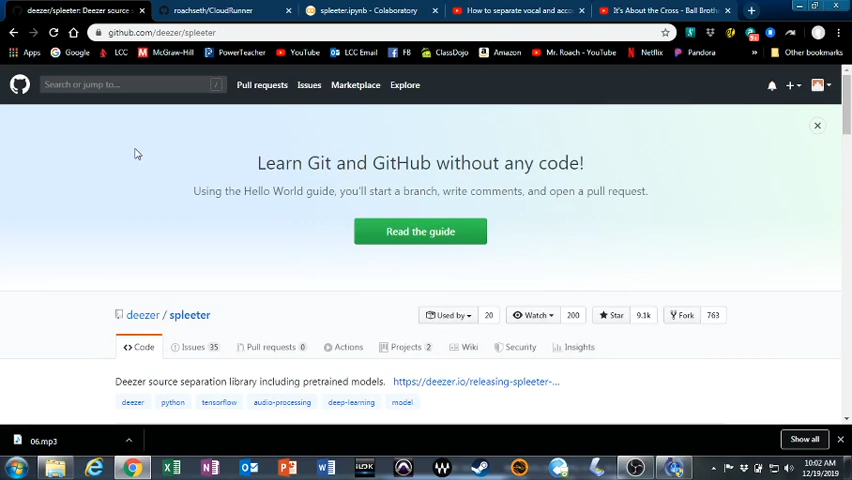 deezer/spleeter: Deezer source s
roachseth/CloudRunner
spleeter.ipynb - Colaboratory
How to separate vocal and acco
It's About the Cross - Ball Broth
github.com/deezer/spleeter
Apps
Google
LCC
McGraw-Hill
PowerTeacher
YouTube
LCC Email
FB
ClassDojo
Amazon
Mr. Roach - YouTube
Netflix
Pandora
»
Other bookmarks
Search or jump to...
/
Pull requests
Issues
Marketplace
Explore
Learn Git and GitHub without any code!
Using the Hello World guide, you'll start a branch, write comments, and open a pull request.
Read the guide
deezer / spleeter
Used by 20
Watch 200
Star 9.1k
Fork 763
Code
Issues 35
Pull requests 0
Actions
Projects 2
Wiki
Security
Insights
Deezer source separation library including pretrained models. https://deezer.io/releasing-spleeter-...
deezer
python
tensorflow
audio-processing
deep-learning
model
06.mp3
Show all
10:02 AM
12/19/2019